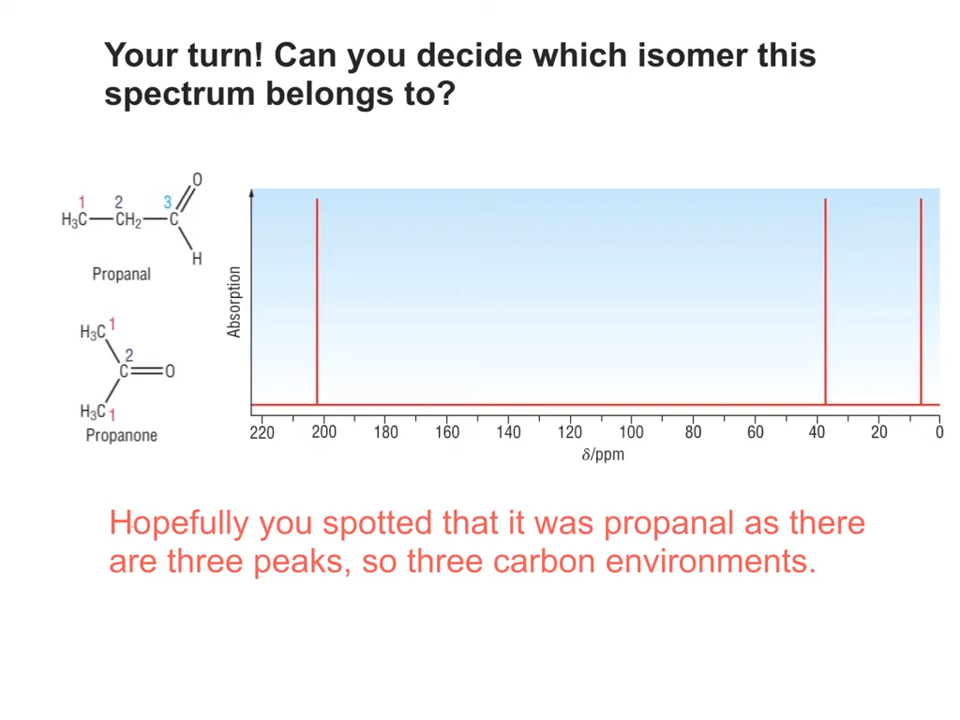 Your turn! Can you decide which isomer this
spectrum belongs to?
O
1 2 3
H₃C CH₂ C
H
Propanal
H₃C 1
2
C O
H₃C 1
Propanone
Absorption
220 200 180 160 140 120 100 80 60 40 20 0
δ/ppm
Hopefully you spotted that it was propanal as there
are three peaks, so three carbon environments.